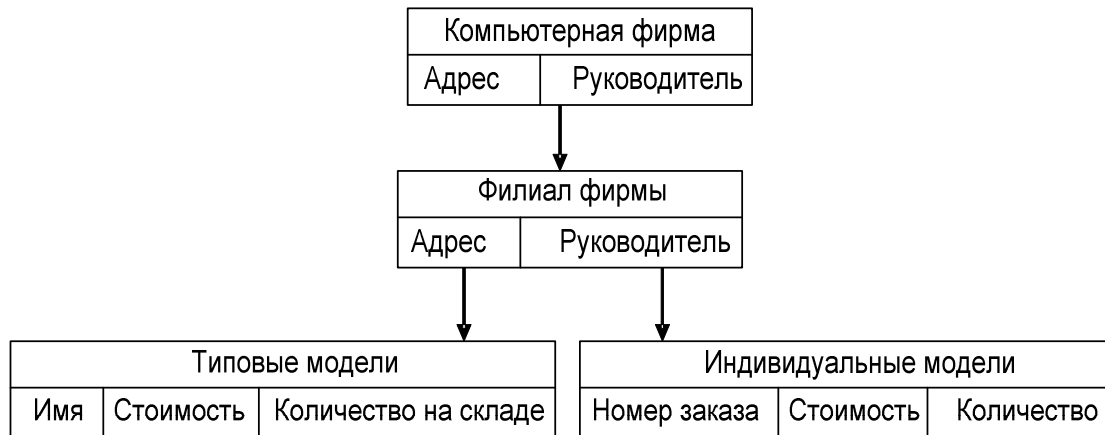 Компьютерная фирма
Адрес Руководитель
Филиал фирмы
Адрес Руководитель
Типовые модели
Имя Стоимость Количество на складе
Индивидуальные модели
Номер заказа Стоимость Количество